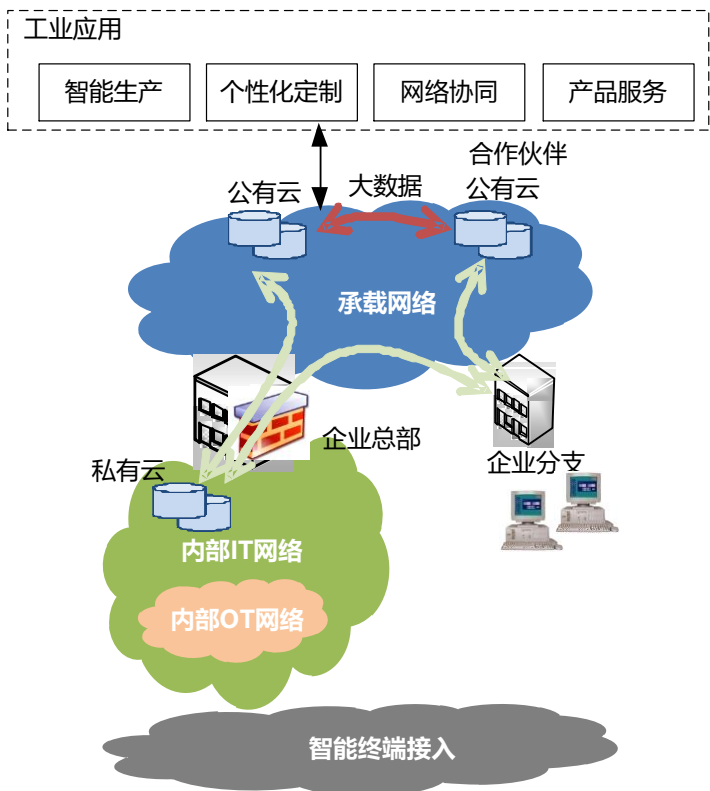 工业应用
智能生产
个性化定制
网络协同
产品服务
合作伙伴
公有云
大数据
公有云
承载网络
企业总部
企业分支
私有云
内部IT网络
内部OT网络
智能终端接入